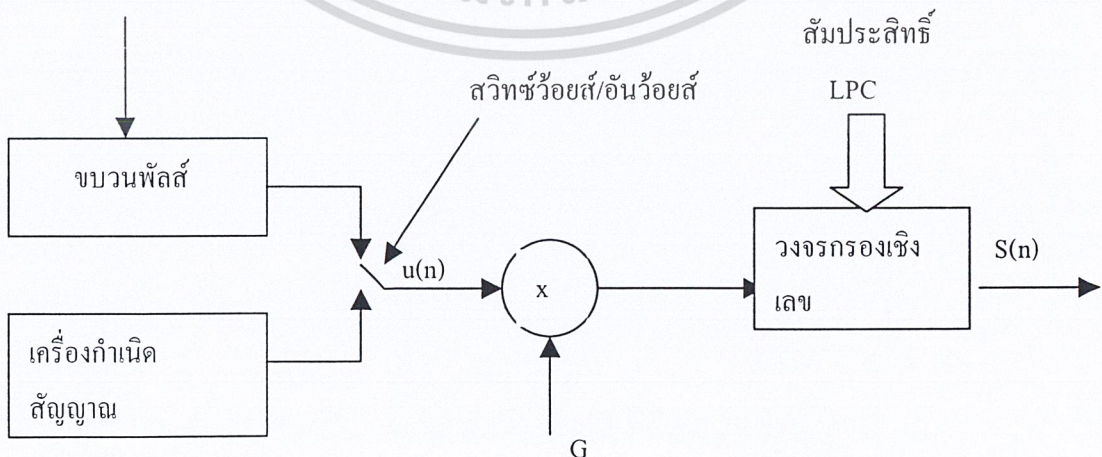 สัมประสิทธิ์
LPC
สวิทซ์ว้อยส์/อันว้อยส์
ขบวนพัลส์
u(n)
x
วงจรกรองเชิง
เลข
S(n)
เครื่องกำเนิด
สัญญาณ
G